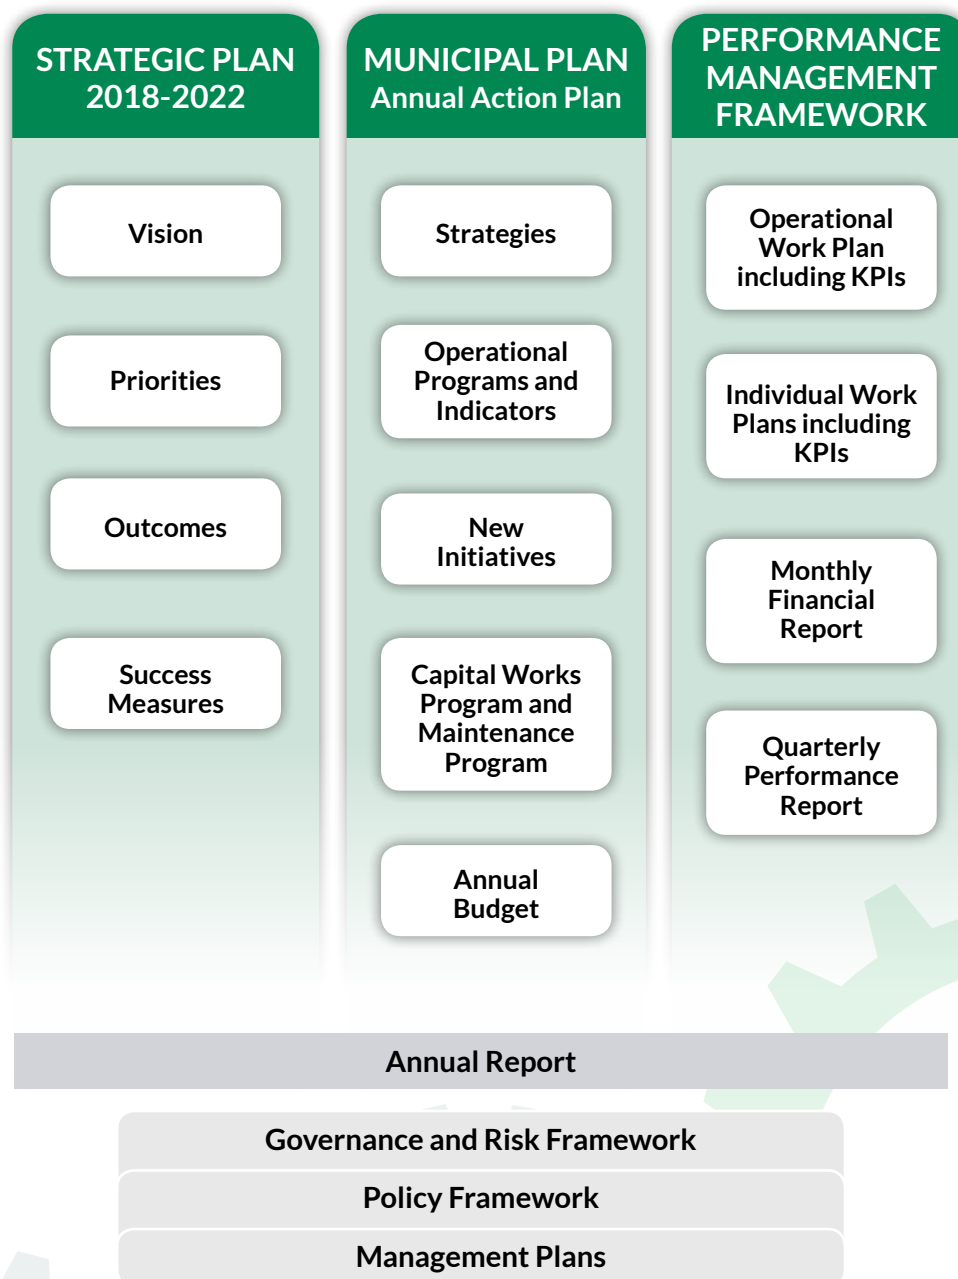 STRATEGIC PLAN
2018-2022
Vision
Priorities
Outcomes
Success
Measures
MUNICIPAL PLAN
Annual Action Plan
Strategies
Operational
Programs and
Indicators
New
Initiatives
Capital Works
Program and
Maintenance
Program
Annual
Budget
PERFORMANCE
MANAGEMENT
FRAMEWORK
Operational
Work Plan
including KPIs
Individual Work
Plans including
KPIs
Monthly
Financial
Report
Quarterly
Performance
Report
Annual Report
Governance and Risk Framework
Policy Framework
Management Plans